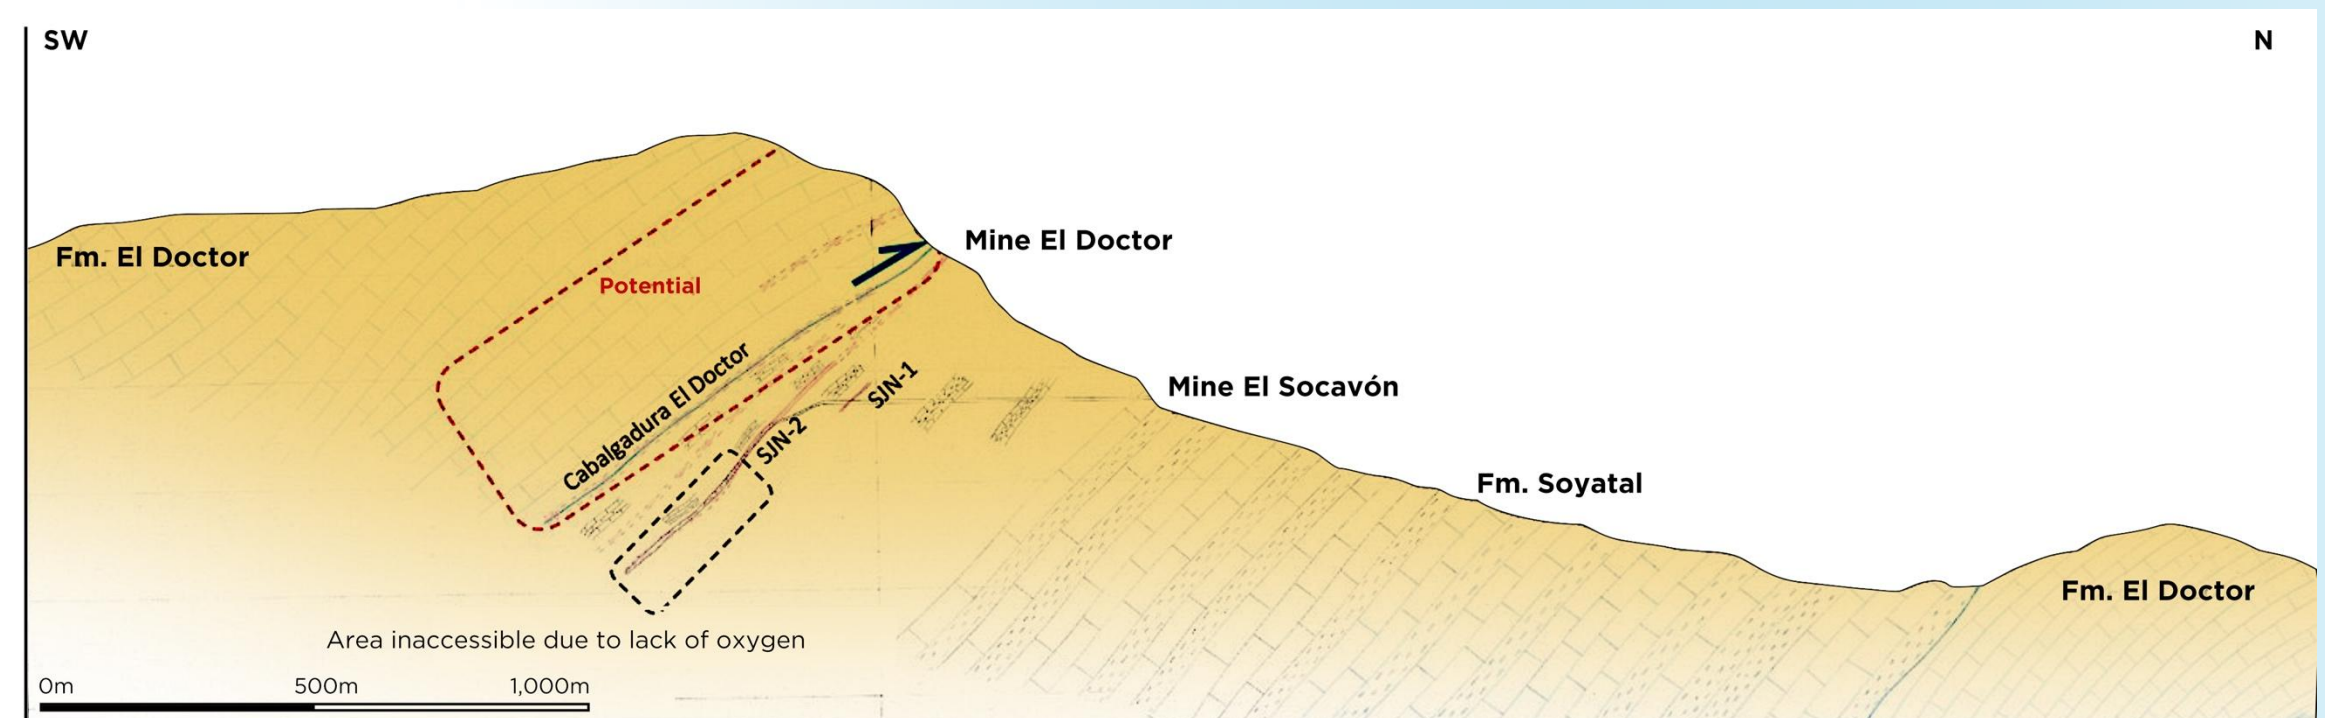 SW
N
Mine El Doctor
Fm. El Doctor
Potential
Cabalgadura El Doctor
SJN-1
Mine El Socavón
SJN-2
Fm. Soyatal
Fm. El Doctor
Area inaccessible due to lack of oxygen
0m 500m 1,000m